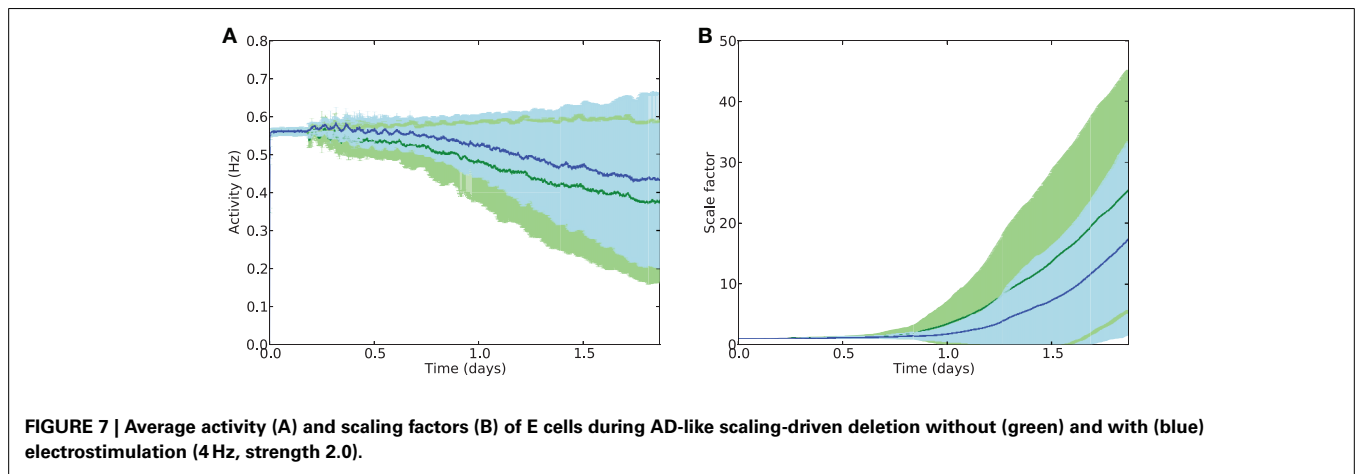 A
0.8
0.7
0.6
0.5
0.4
0.3
0.2
0.1
0.0
Activity (Hz)
0.0 0.5 1.0 1.5
Time (days)
B
50
40
30
20
10
0
Scale factor
0.0 0.5 1.0 1.5
Time (days)
FIGURE 7 | Average activity (A) and scaling factors (B) of E cells during AD-like scaling-driven deletion without (green) and with (blue)
electrostimulation (4 Hz, strength 2.0).